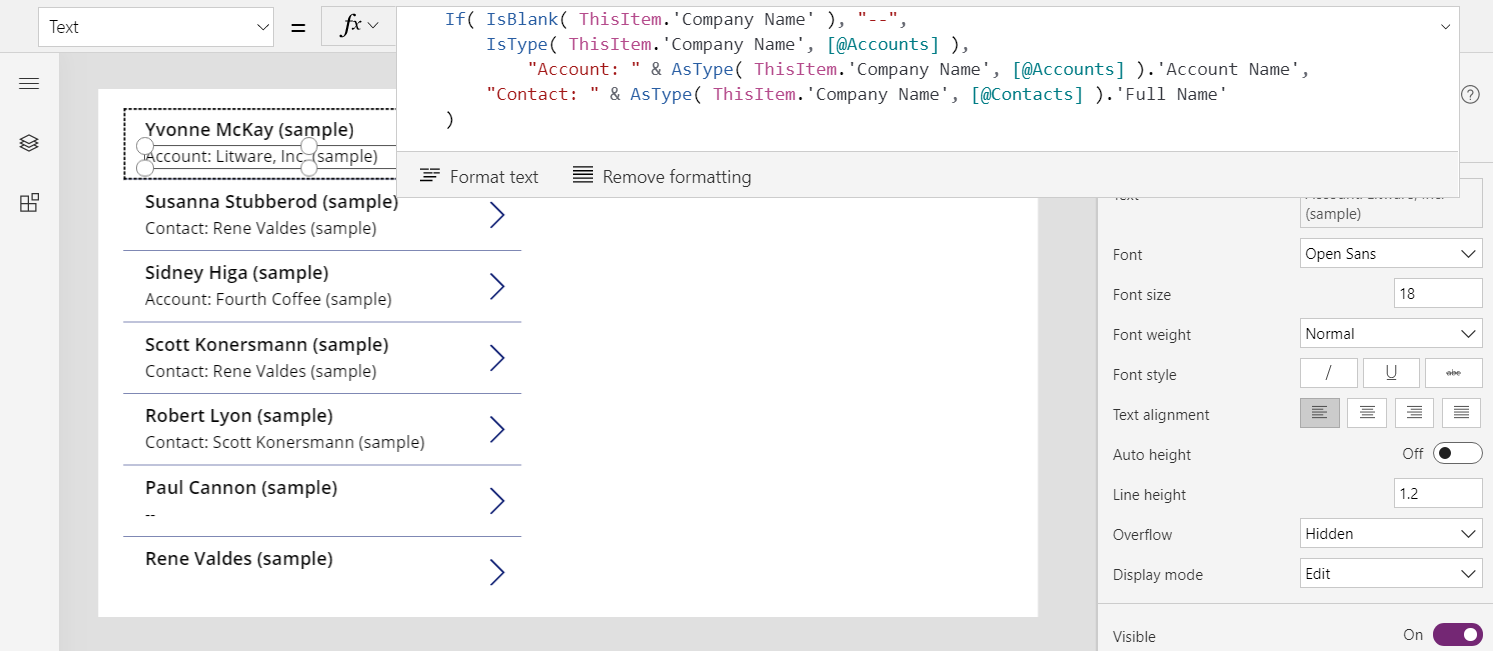 Text
=
fx
If( IsBlank( ThisItem.'Company Name' ), "--",
IsType( ThisItem.'Company Name', [@Accounts] ),
"Account: " & AsType( ThisItem.'Company Name', [@Accounts] ).'Account Name',
"Contact: " & AsType( ThisItem.'Company Name', [@Contacts] ).'Full Name'
)
Format text
Remove formatting
Yvonne McKay (sample)
Account: Litware, Inc. (sample)
Susanna Stubberod (sample)
Contact: Rene Valdes (sample)
Sidney Higa (sample)
Account: Fourth Coffee (sample)
Scott Konersmann (sample)
Contact: Rene Valdes (sample)
Robert Lyon (sample)
Contact: Scott Konersmann (sample)
Paul Cannon (sample)
--
Rene Valdes (sample)
?
Text
Account: Litware, Inc.
(sample)
Font
Open Sans
Font size
18
Font weight
Normal
Font style
/
U
abc
Text alignment
Auto height
Off
Line height
1.2
Overflow
Hidden
Display mode
Edit
Visible
On